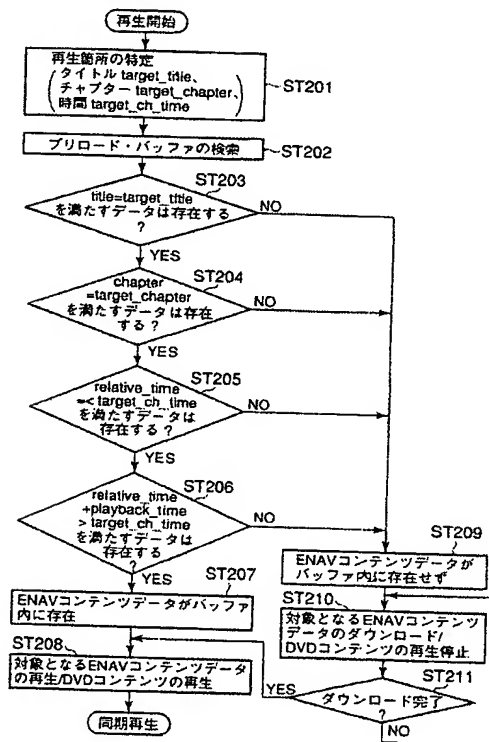 再生開始
再生箇所の特定
タイトル target_title、
チャプター target_chapter、
時間 target_ch_time
ST201
プリロード・バッファの検索
ST202
ST203
title=target_title
を満たすデータは存在する
?
NO
YES
ST204
chapter
=target_chapter
を満たすデータは存在
する?
NO
YES
ST205
relative_time
=< target_ch_time
を満たすデータは
存在する?
NO
YES
ST206
relative_time
+playback_time
> target_ch_time
を満たすデータは
存在する
?
NO
YES
ST207
ENAVコンテンツデータがバッファ
内に存在
ST208
対象となるENAVコンテンツデータ
の再生/DVDコンテンツの再生
同期再生
ST209
ENAVコンテンツデータが
バッファ内に存在せず
ST210
対象となるENAVコンテンツ
データのダウンロード/
DVDコンテンツの再生停止
ST211
ダウンロード完了
?
YES
NO